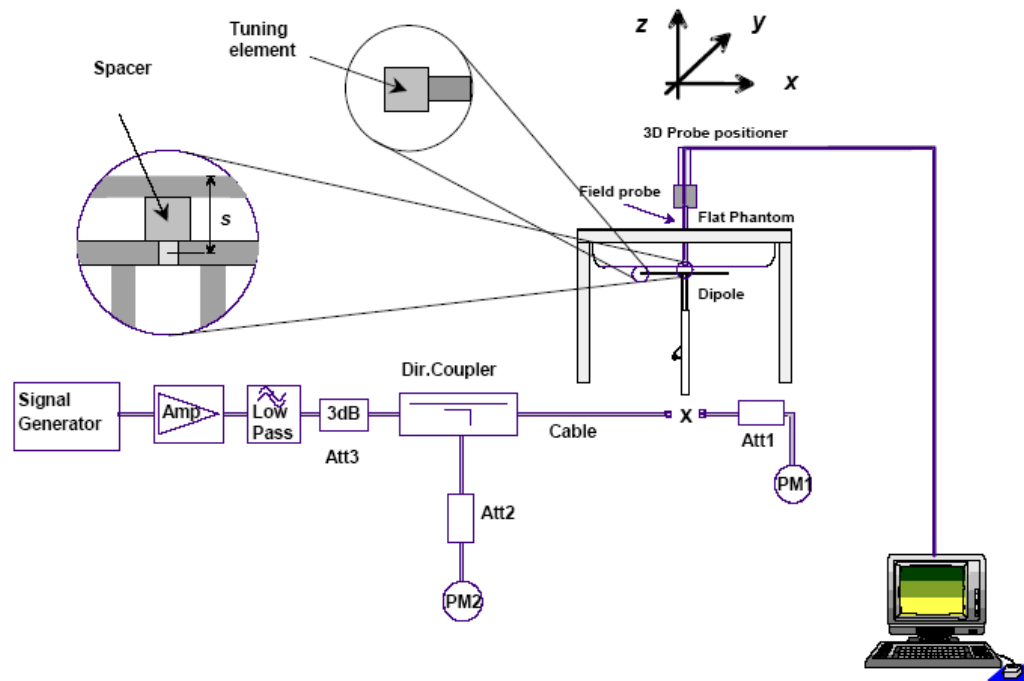 Tuning
element
z
y
x
Spacer
3D Probe positioner
Field probe
Flat Phantom
s
Dipole
Dir.Coupler
Signal
Generator
Amp
Low
Pass
3dB
Att3
Cable
X
Att1
PM1
Att2
PM2